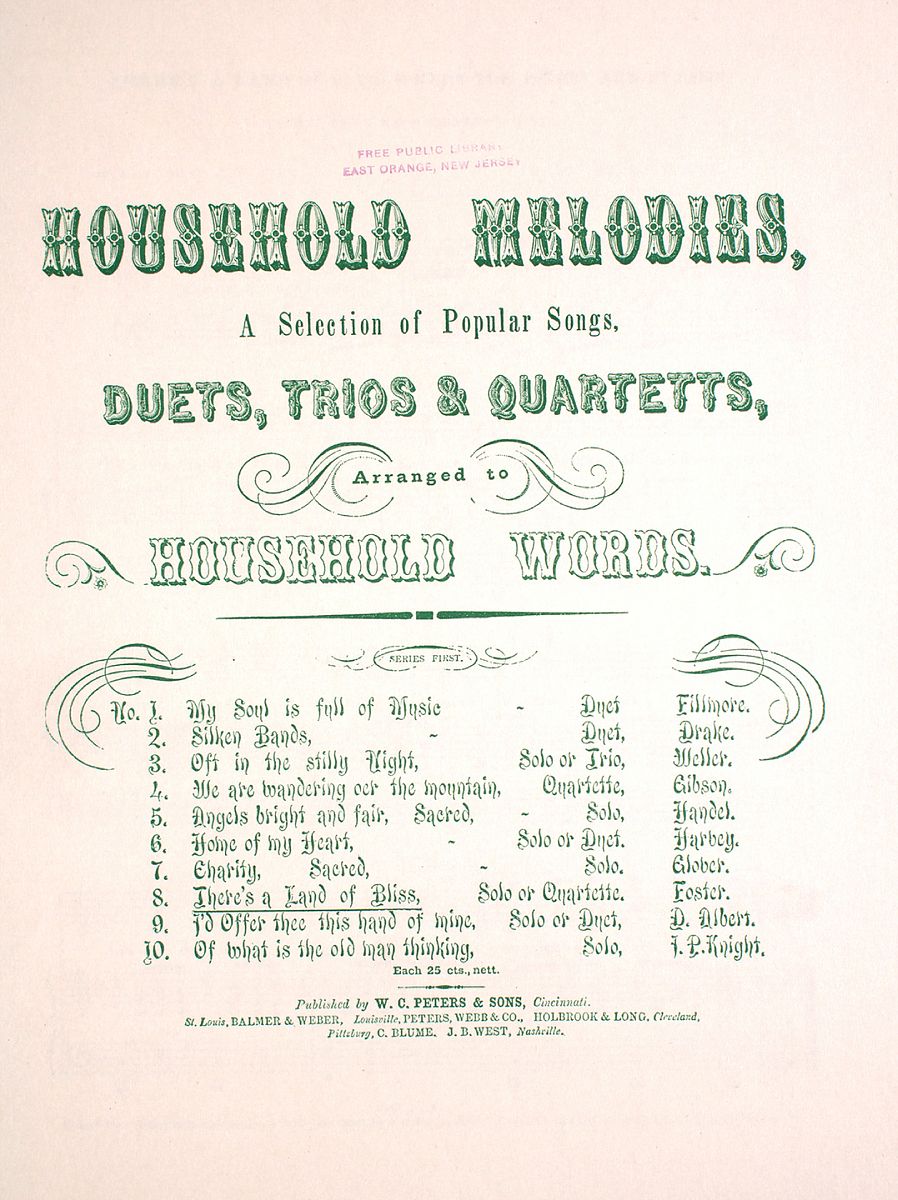 FREE PUBLIC LIBRARY
EAST ORANGE, NEW JERSEY
HOUSEHOLD MELODIES,
A Selection of Popular Songs,
DUETS, TRIOS & QUARTETTS,
Arranged to
HOUSEHOLD WORDS.
SERIES FIRST.
No. 1. My Soul is full of Music - Duet Fillmore.
2. Silken Bands, - Duet, Drake.
3. Oft in the stilly Night, Solo or Trio, Weller.
4. We are wandering oer the mountain, Quartette, Gibson.
5. Angels bright and fair, Sacred, - Solo, Handel.
6. Home of my Heart, - Solo or Duet. Harbey.
7. Charity, Sacred, - Solo. Glober.
8. There's a Land of Bliss, Solo or Quartette. Foster.
9. I'd Offer thee this hand of mine, Solo or Duet, D. Albert.
10. Of what is the old man thinking, Solo, J. P. Knight.
Each 25 cts., nett.
Published by W. C. PETERS & SONS, Cincinnati.
St. Louis, BALMER & WEBER, Louisville, PETERS, WEBB & CO., HOLBROOK & LONG, Cleveland,
Pittsburg, C. BLUME. J. B. WEST, Nashville.